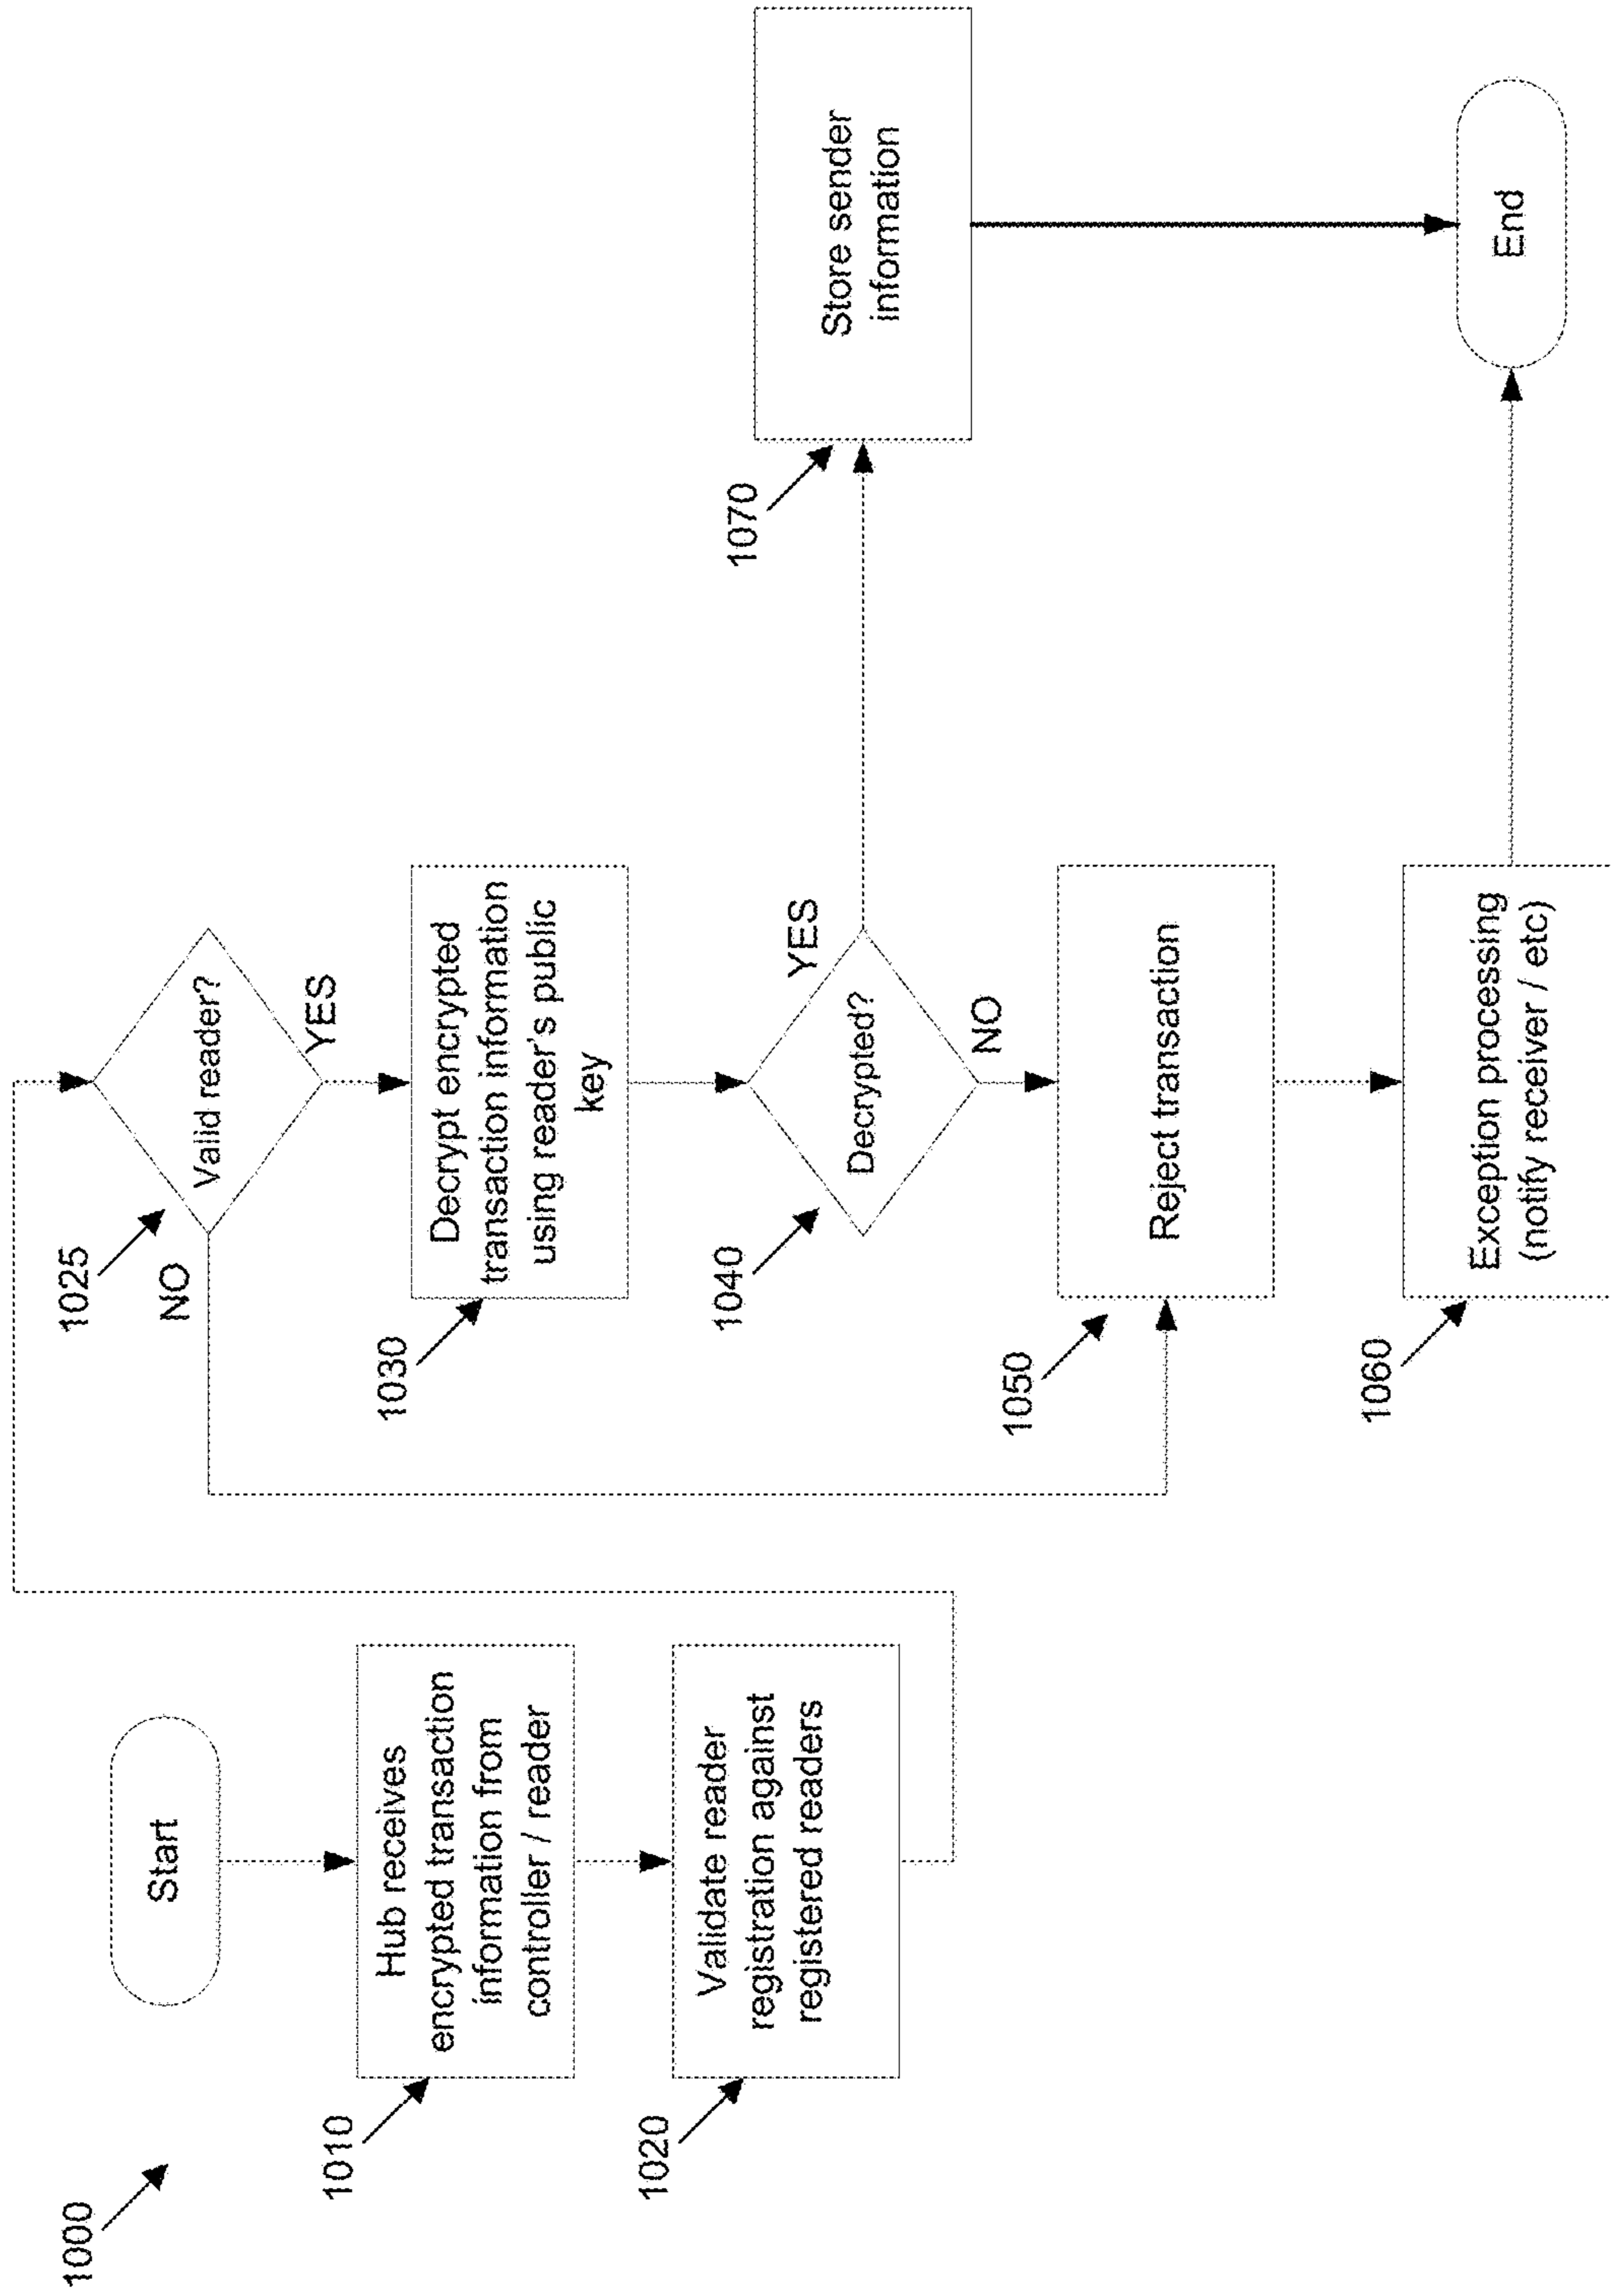 1000
Start
1010
Hub receives
encrypted transaction
information from
controller / reader
1020
Validate reader
registration against
registered readers
1025
Valid reader?
NO
YES
1030
Decrypt encrypted
transaction information
using reader's public
key
1040
Decrypted?
YES
NO
1050
Reject transaction
1060
Exception processing
(notify receiver / etc)
1070
Store sender
information
End